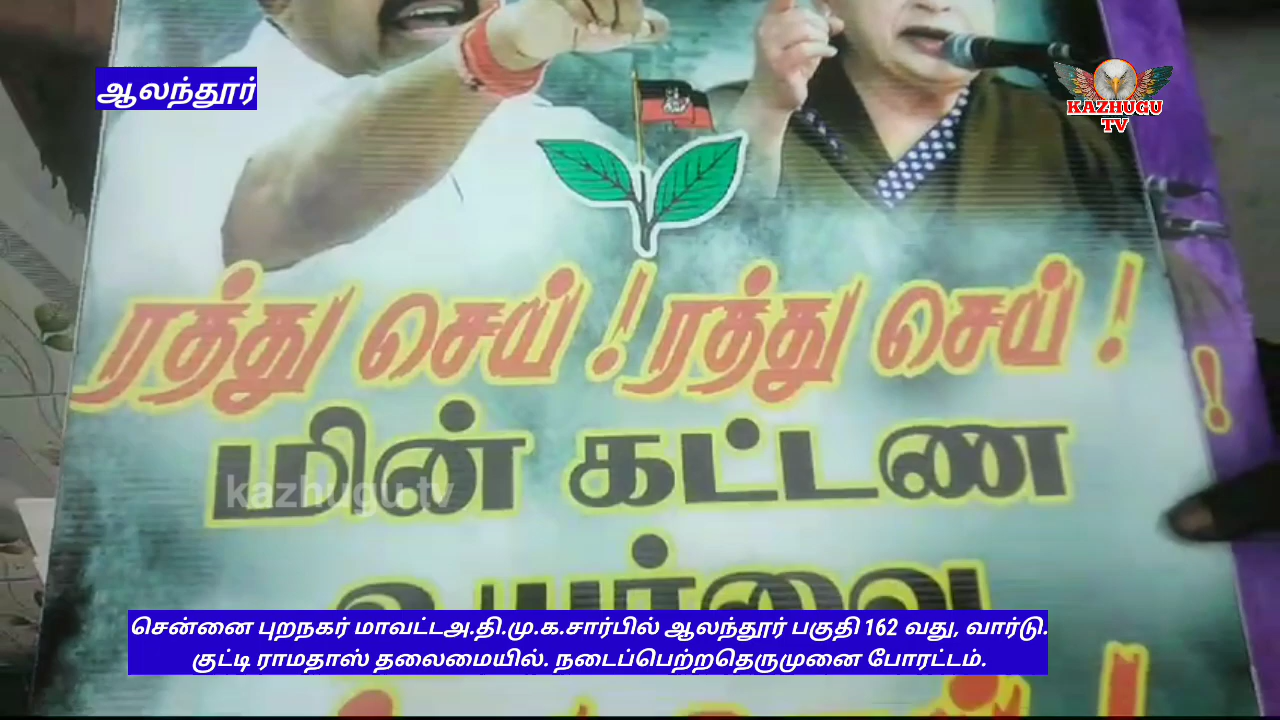 ஆலந்தூர்
KAZHUGU
TV
ரத்து செய் ! ரத்து செய் !
!
மின் கட்டண
kazhugu tv
உயர்வை
சென்னை புறநகர் மாவட்டஅ.தி.மு.க.சார்பில் ஆலந்தூர் பகுதி 162 வது, வார்டு.
குட்டி ராமதாஸ் தலைமையில். நடைப்பெற்றதெருமுனை போரட்டம்.